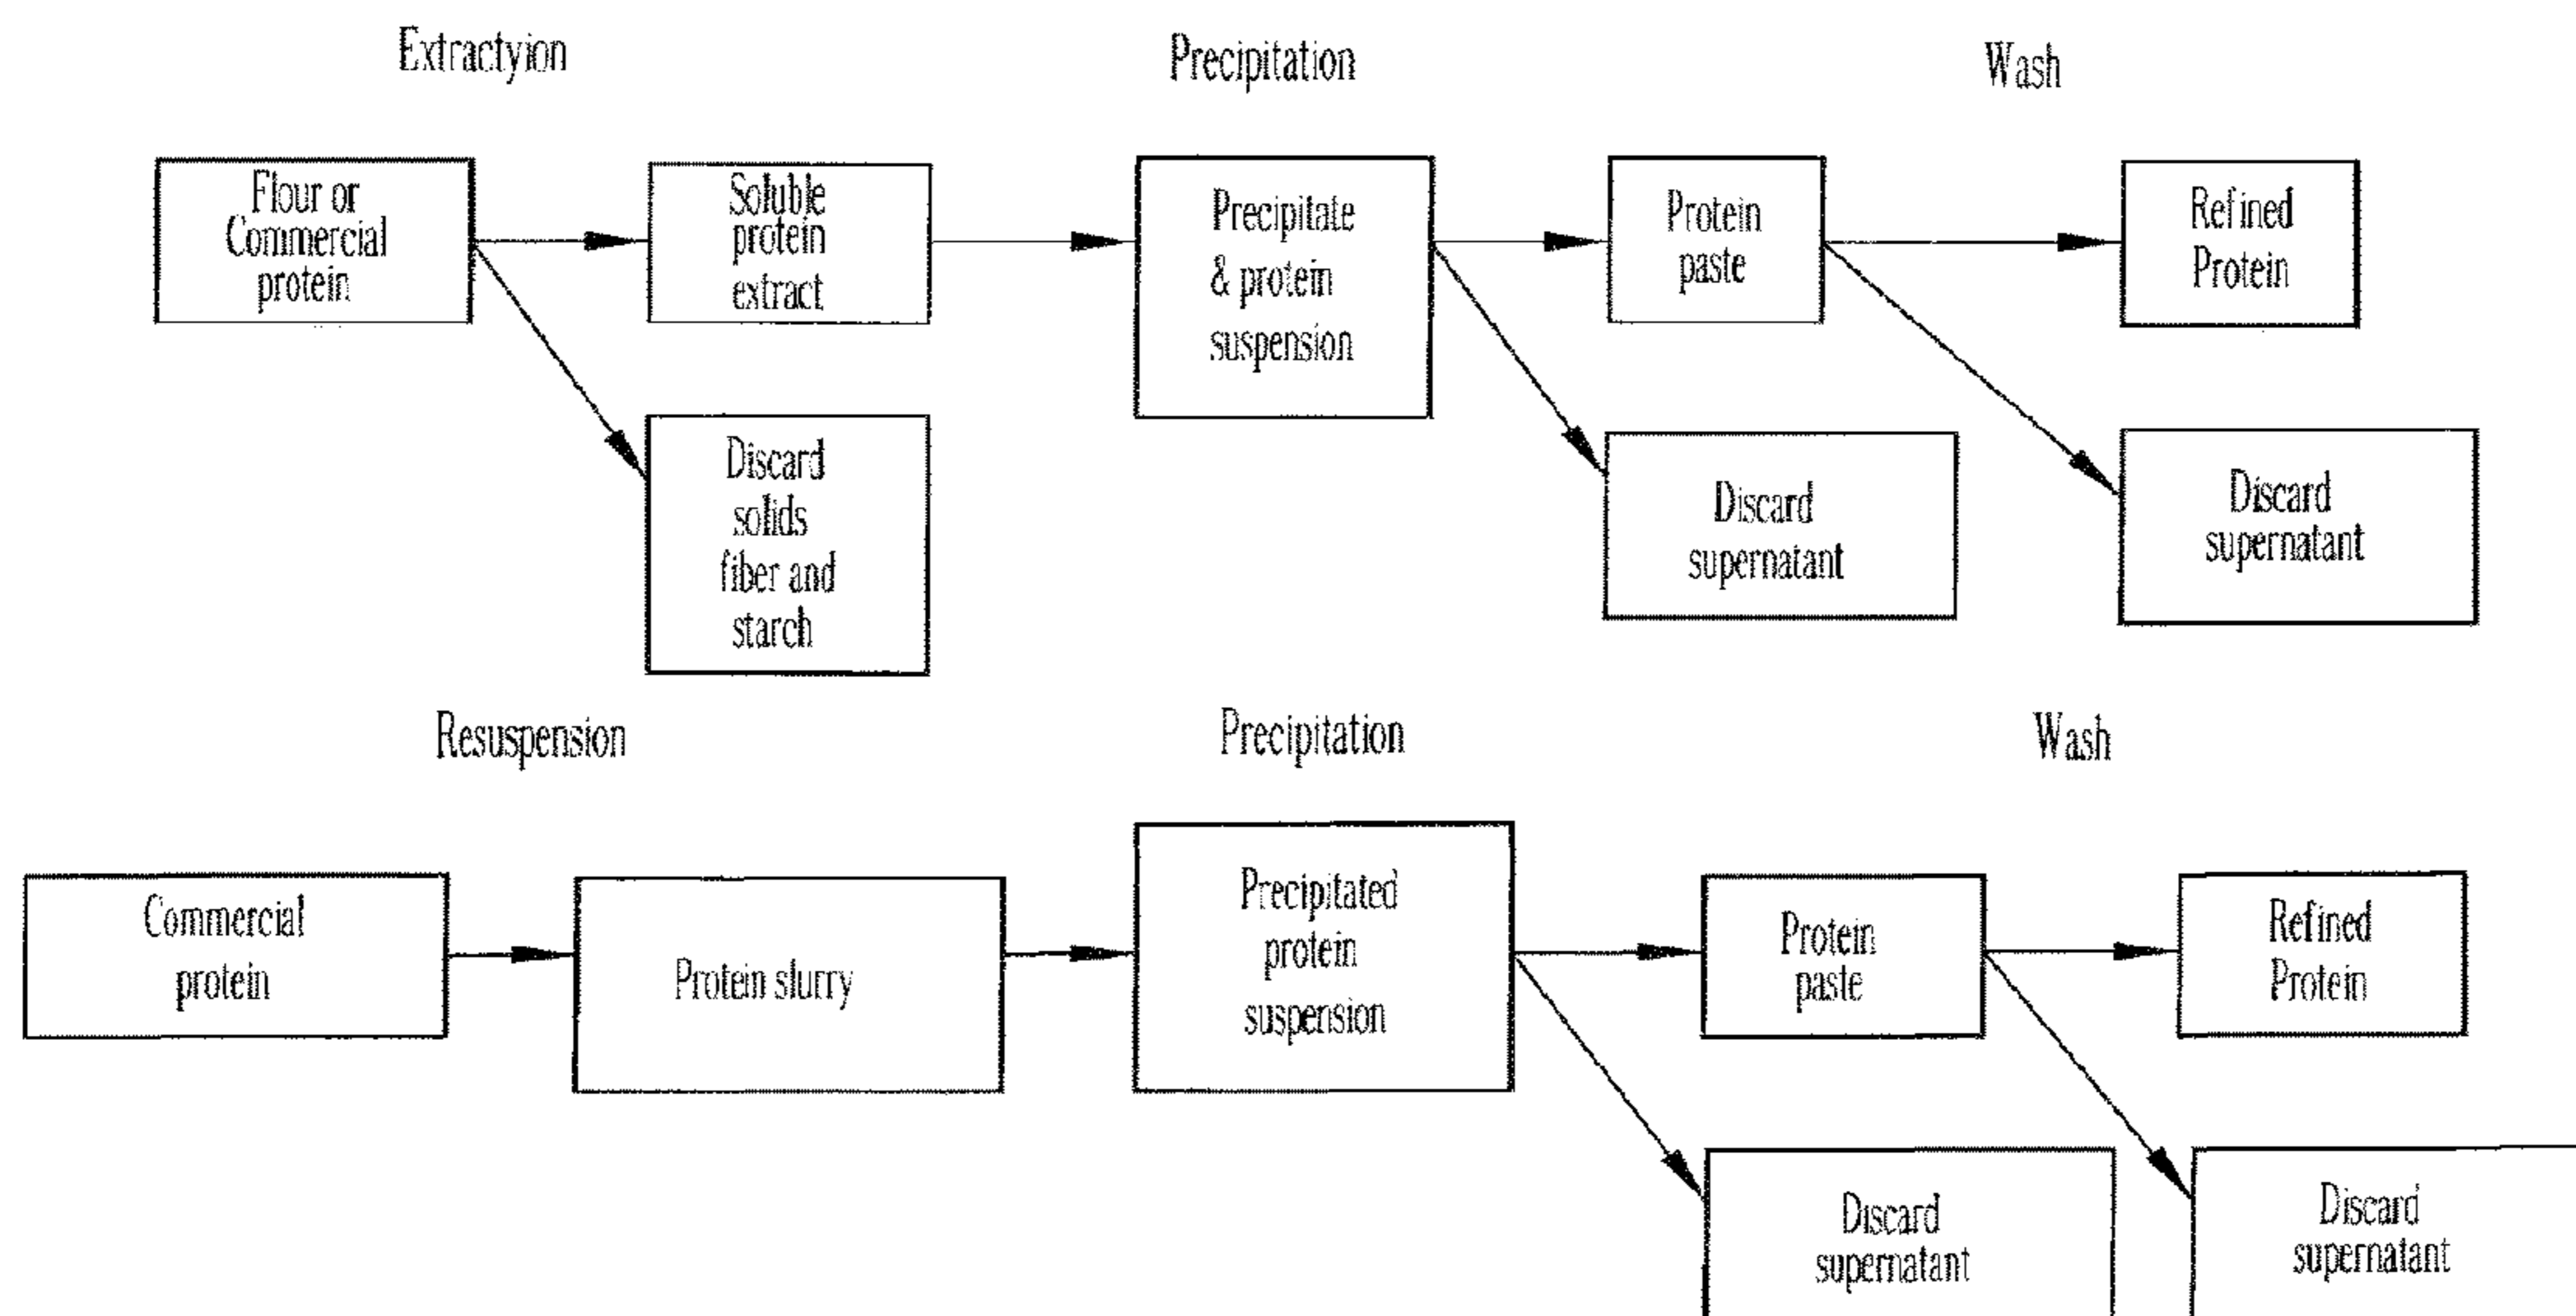 Extractyion
Precipitation
Wash
Flour or
Commercial
protein
Soluble
protein
extract
Precipitate
& protein
suspension
Protein
paste
Refined
Protein
Discard
solids
fiber and
starch
Discard
supernatant
Discard
supernatant
Resuspension
Precipitation
Wash
Commercial
protein
Protein slurry
Precipitated
protein
suspension
Protein
paste
Refined
Protein
Discard
supernatant
Discard
supernatant